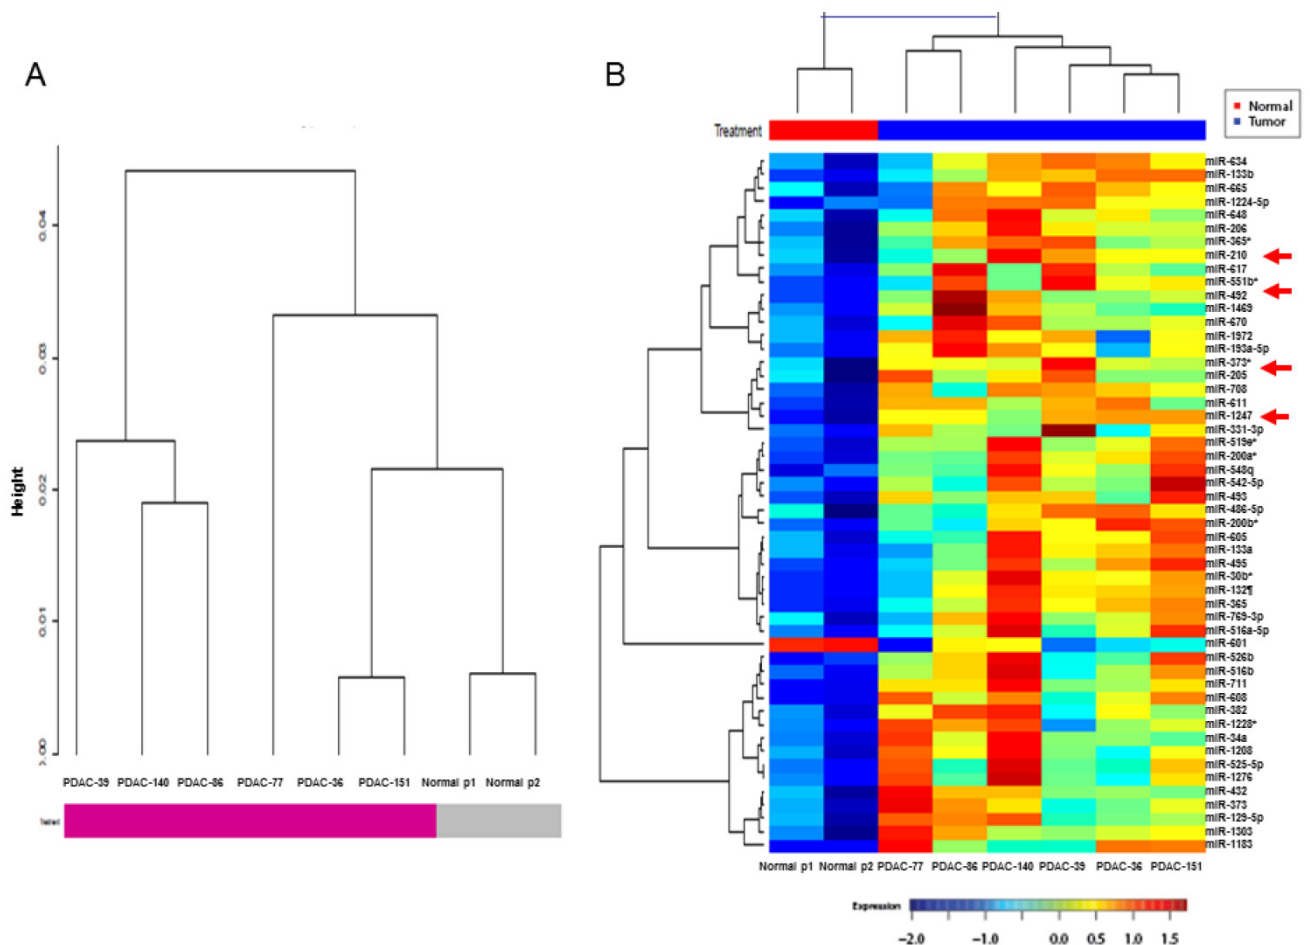 A
B
Normal
Tumor
Treatment
miR-634
miR-133b
miR-665
miR-1224-5p
miR-648
miR-206
miR-365*
miR-210
miR-617
miR-551b*
miR-492
miR-1469
miR-670
miR-1972
miR-193a-5p
miR-373*
miR-205
miR-708
miR-611
miR-1247
miR-331-3p
miR-519e*
miR-200a*
miR-548q
miR-542-5p
miR-493
miR-486-5p
miR-200b*
miR-605
miR-133a
miR-495
miR-30b*
miR-132¶
miR-365
miR-769-3p
miR-516a-5p
miR-601
miR-526b
miR-516b
miR-711
miR-608
miR-382
miR-1228*
miR-34a
miR-1208
miR-525-5p
miR-1276
miR-432
miR-373
miR-129-5p
miR-1303
miR-1183
Height
0.04
0.03
0.02
0.01
PDAC-39 PDAC-140 PDAC-86 PDAC-77 PDAC-36 PDAC-151 Normal p1 Normal p2
Normal p1 Normal p2 PDAC-77 PDAC-86 PDAC-140 PDAC-39 PDAC-36 PDAC-151
Expression
−2.0 −1.0 0.0 0.5 1.0 1.5